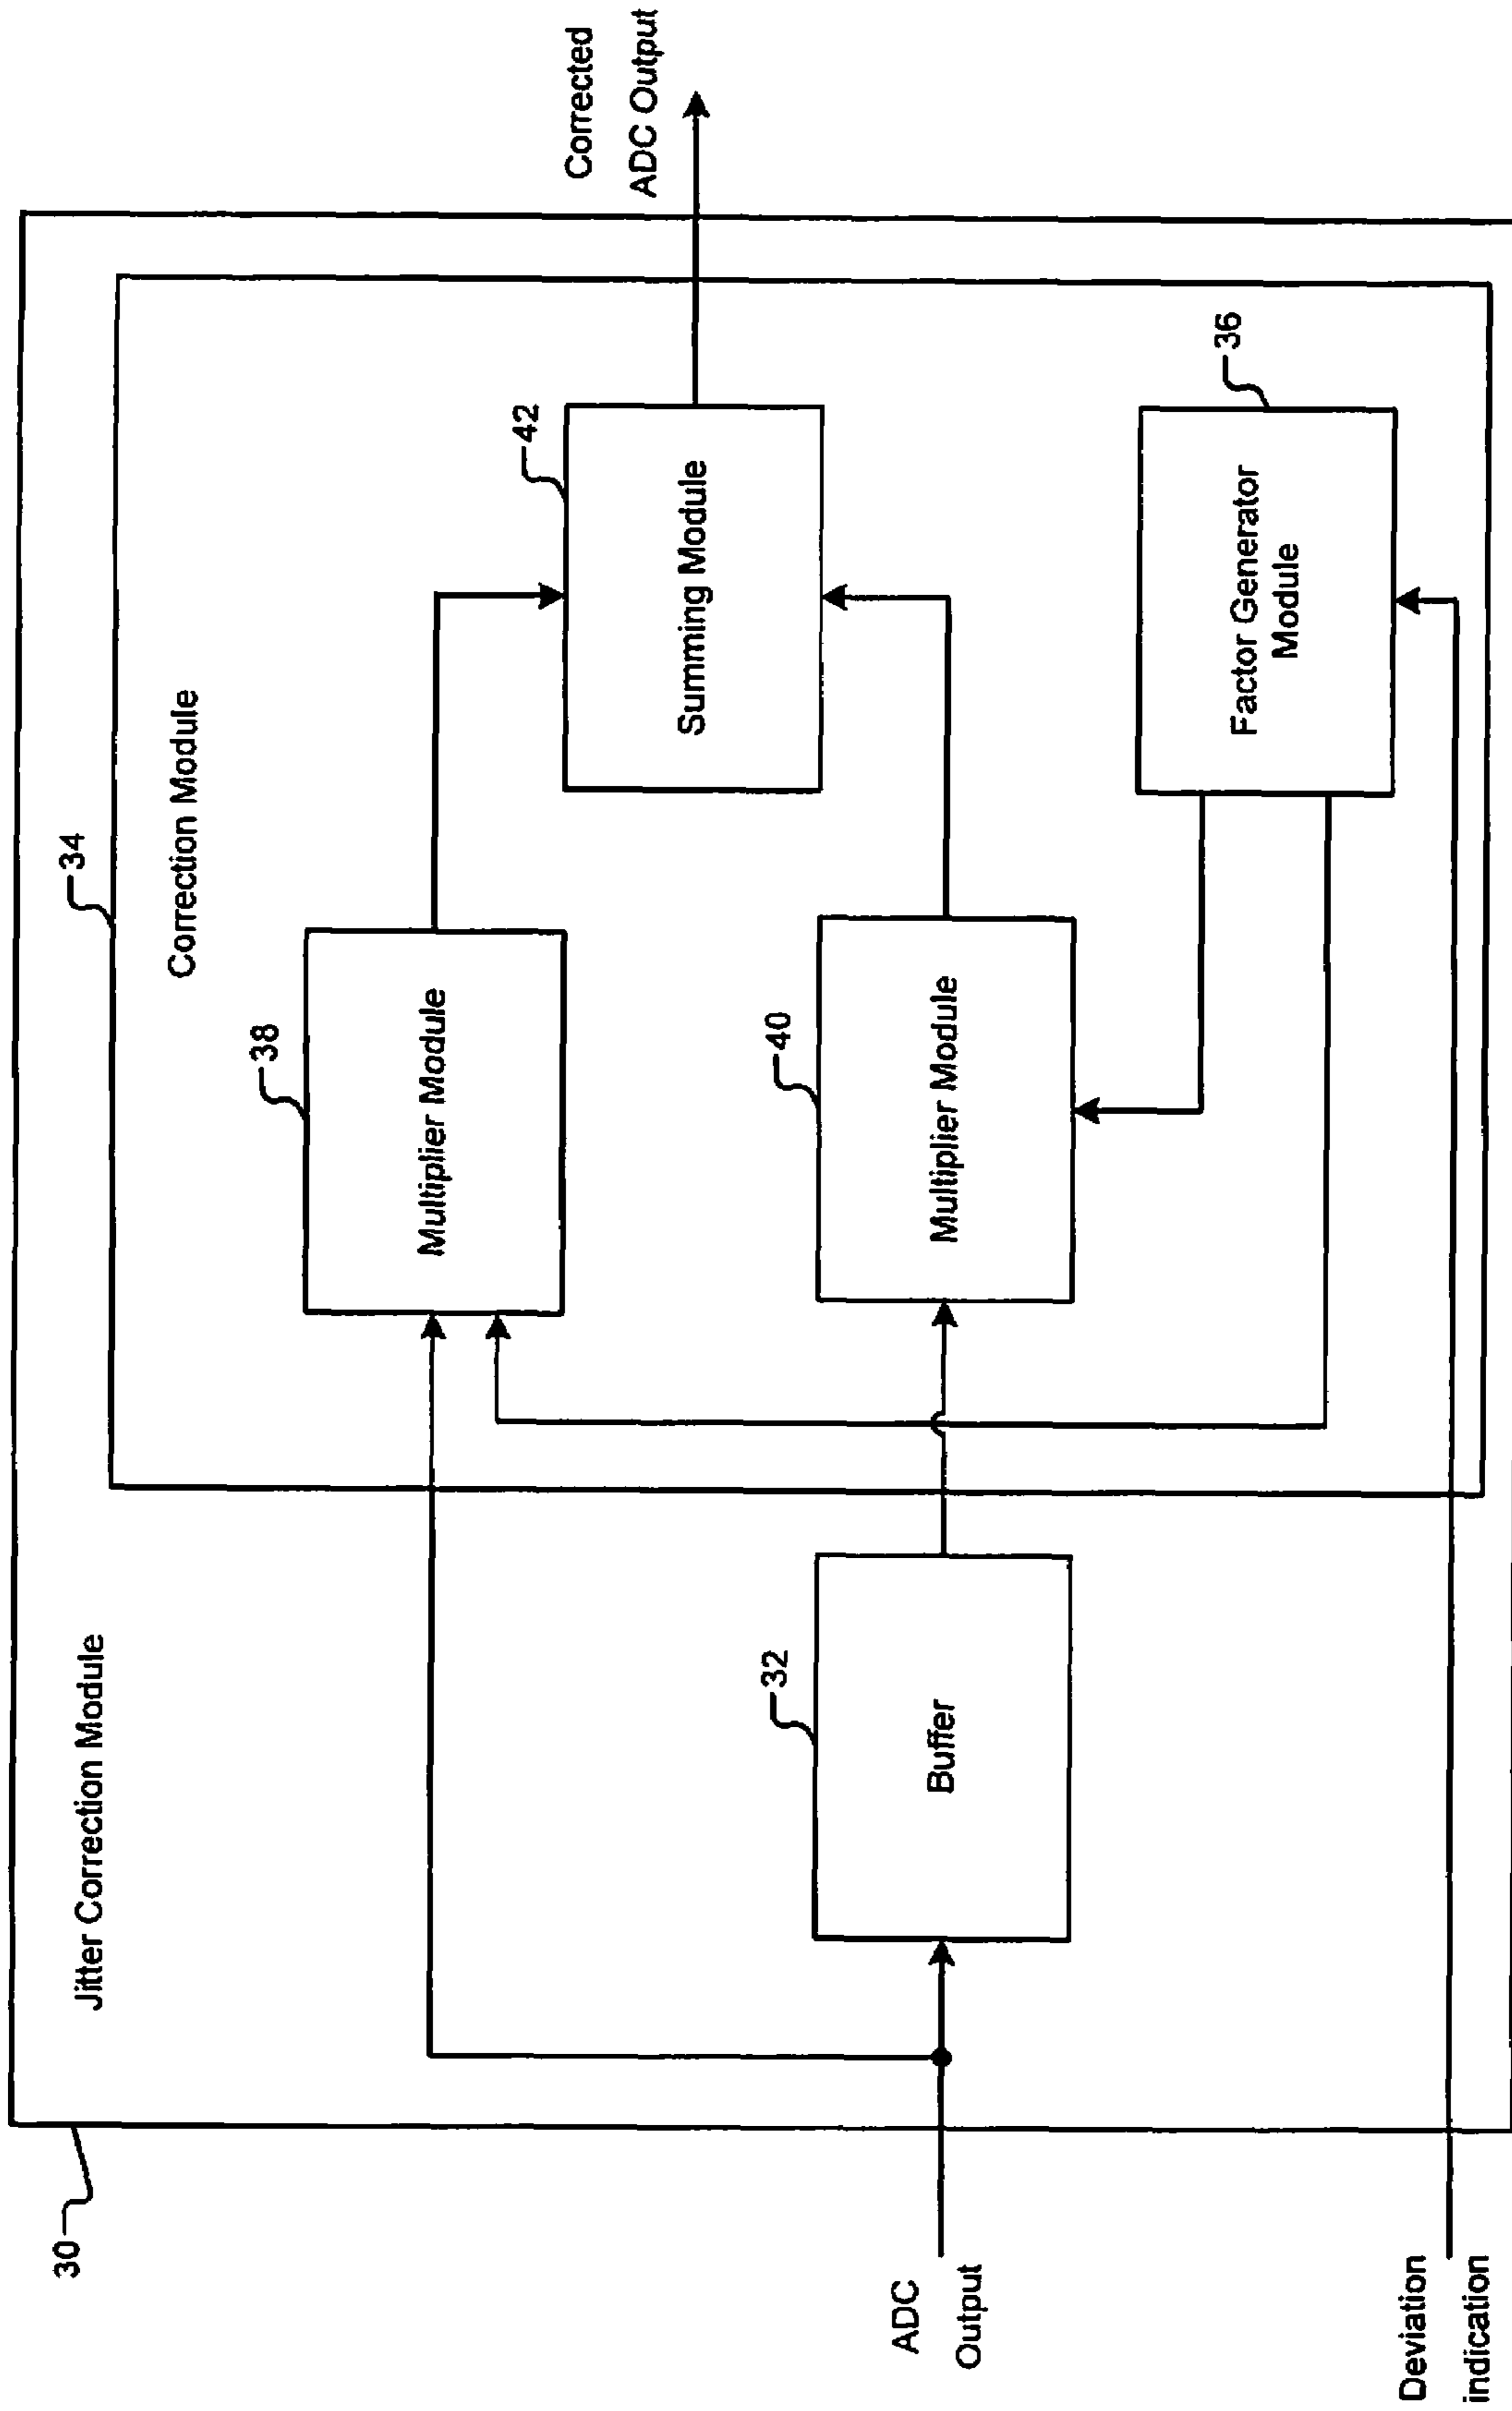 30
Jitter Correction Module
34
Correction Module
38
Multiplier Module
42
Summing Module
Corrected
ADC Output
32
Buffer
40
Multiplier Module
36
Factor Generator
Module
ADC
Output
Deviation
indication